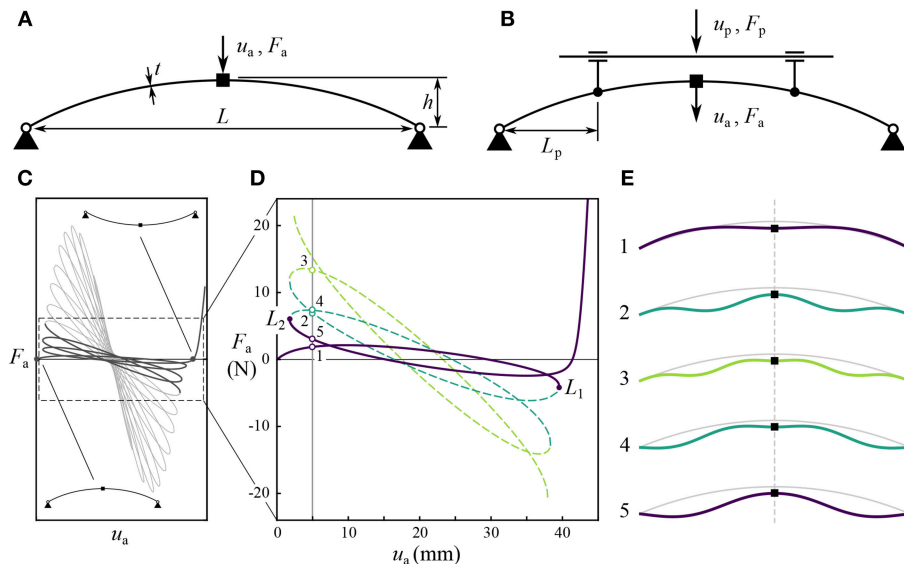 A
u_a , F_a
t
h
L
B
u_p , F_p
u_a , F_a
L_p
C
F_a
u_a
D
20
10
0
-10
-20
F_a
(N)
3
4
2
5
1
L_2
L_1
0
10
20
30
40
u_a (mm)
E
1
2
3
4
5